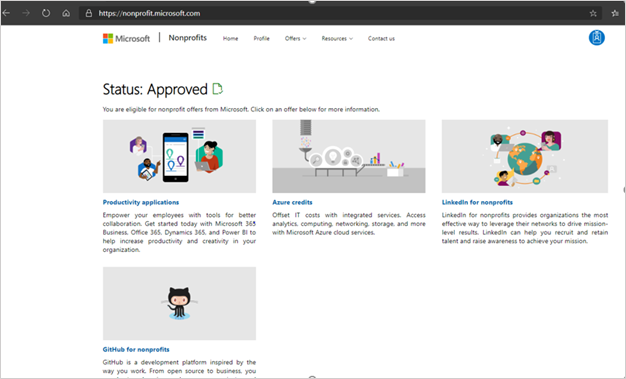 https://nonprofit.microsoft.com
Microsoft | Nonprofits Home Profile Offers Resources Contact us
Status: Approved
You are eligible for nonprofit offers from Microsoft. Click on an offer below for more information.
Productivity applications
Empower your employees with tools for better
collaboration. Get started today with Microsoft 365
Business, Office 365, Dynamics 365, and Power BI to
help increase productivity and creativity in your
organization.
Azure credits
Offset IT costs with integrated services. Access
analytics, computing, networking, storage, and more
with Microsoft Azure cloud services.
LinkedIn for nonprofits
LinkedIn for nonprofits provides organizations the most
effective way to leverage their networks to drive mission-
level results. LinkedIn can help you recruit and retain
talent and raise awareness to achieve your mission.
GitHub for nonprofits
GitHub is a development platform inspired by the
way you work. From open source to business, you